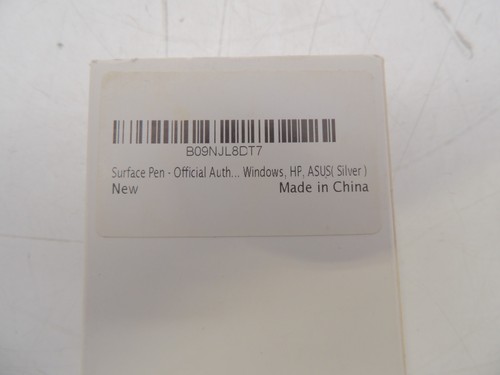 B09NJL8DT7
Surface Pen - Official Auth... Windows, HP, ASUS( Silver )
New Made in China